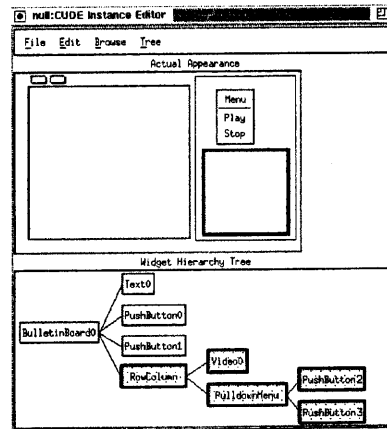 null:CUDE Instance Editor
File Edit Browse Tree
Actual Appearance
Menu
Play
Stop
Widget Hierarchy Tree
Text0
PushButton0
BulletinBoard0
PushButton1
Video0
RowColumn
PushButton2
PulldownMenu
PushButton3